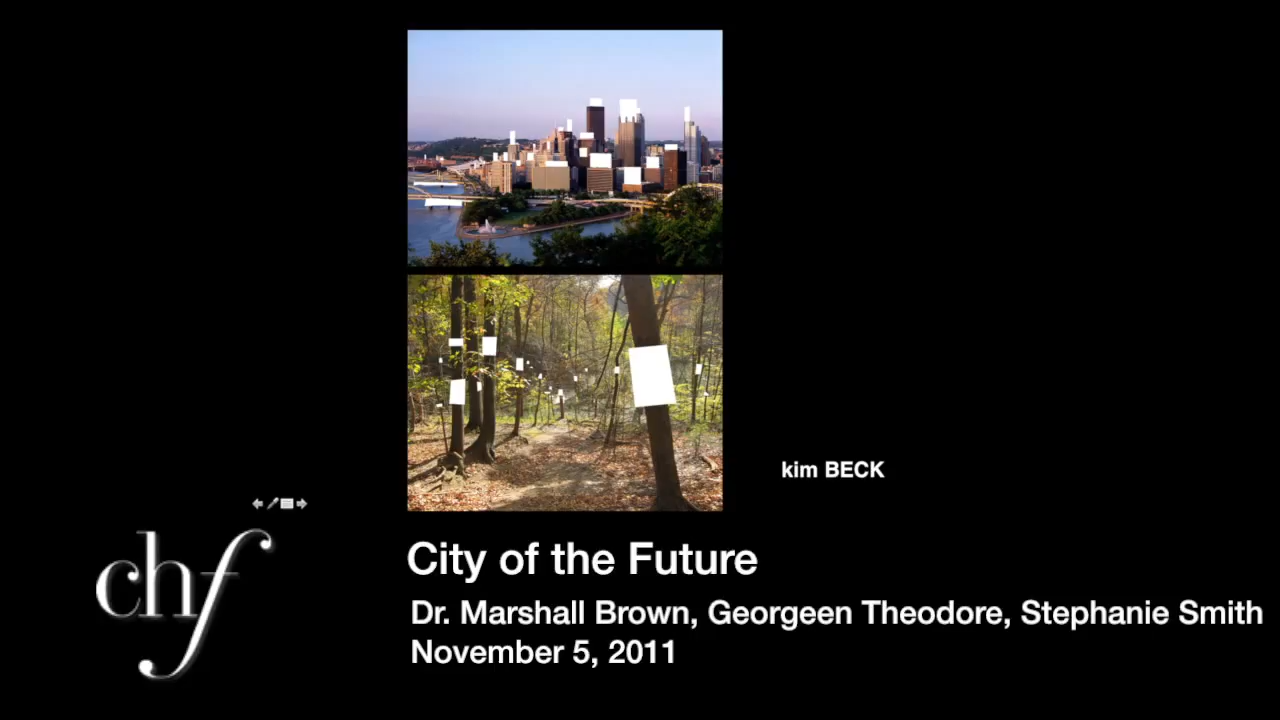 kim BECK
chf
City of the Future
Dr. Marshall Brown, Georgeen Theodore, Stephanie Smith
November 5, 2011